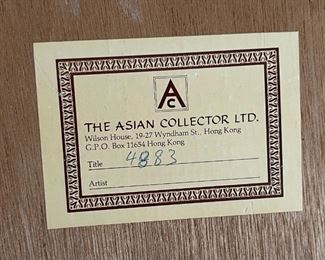 AC
THE ASIAN COLLECTOR LTD.
Wilson House, 19-27 Wyndham St., Hong Kong
G.P.O. Box 11654 Hong Kong
Title 4883
Artist